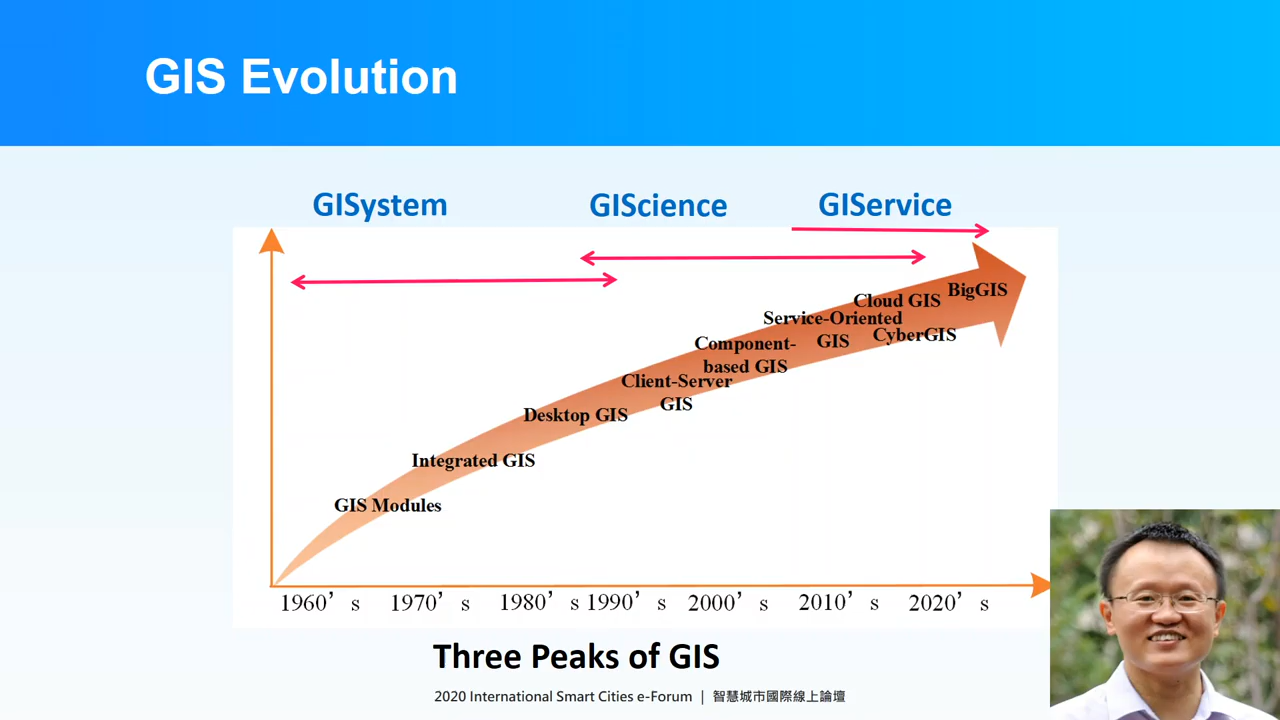 GIS Evolution
GISystem
GIScience
GIService
BigGIS
Cloud GIS
Service-Oriented
GIS
CyberGIS
Component-
based GIS
Client-Server
GIS
Desktop GIS
Integrated GIS
GIS Modules
1960’ s
1970’ s
1980’ s
1990’ s
2000’ s
2010’ s
2020’ s
Three Peaks of GIS
2020 International Smart Cities e-Forum | 智慧城市國際線上論壇